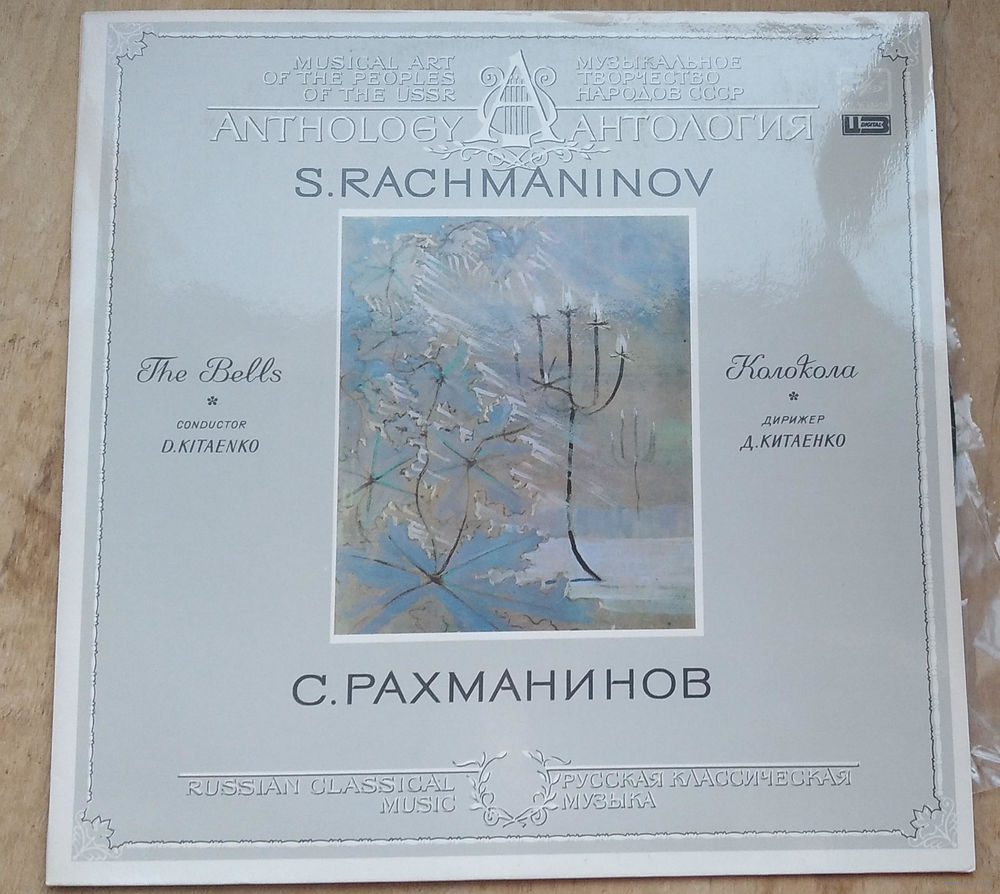 MUSICAL ART
OF THE PEOPLES
OF THE USSR
МУЗЫКАЛЬНОЕ
ТВОРЧЕСТВО
НАРОДОВ СССР
ANTHOLOGY
A
АНТОЛОГИЯ
DIGITAL
S.RACHMANINOV
The Bells
*
CONDUCTOR
D.KITAENKO
Колокола
*
ДИРИЖЕР
Д.КИТАЕНКО
С.РАХМАНИНОВ
RUSSIAN CLASSICAL
MUSIC
РУССКАЯ КЛАССИЧЕСКАЯ
МУЗЫКА